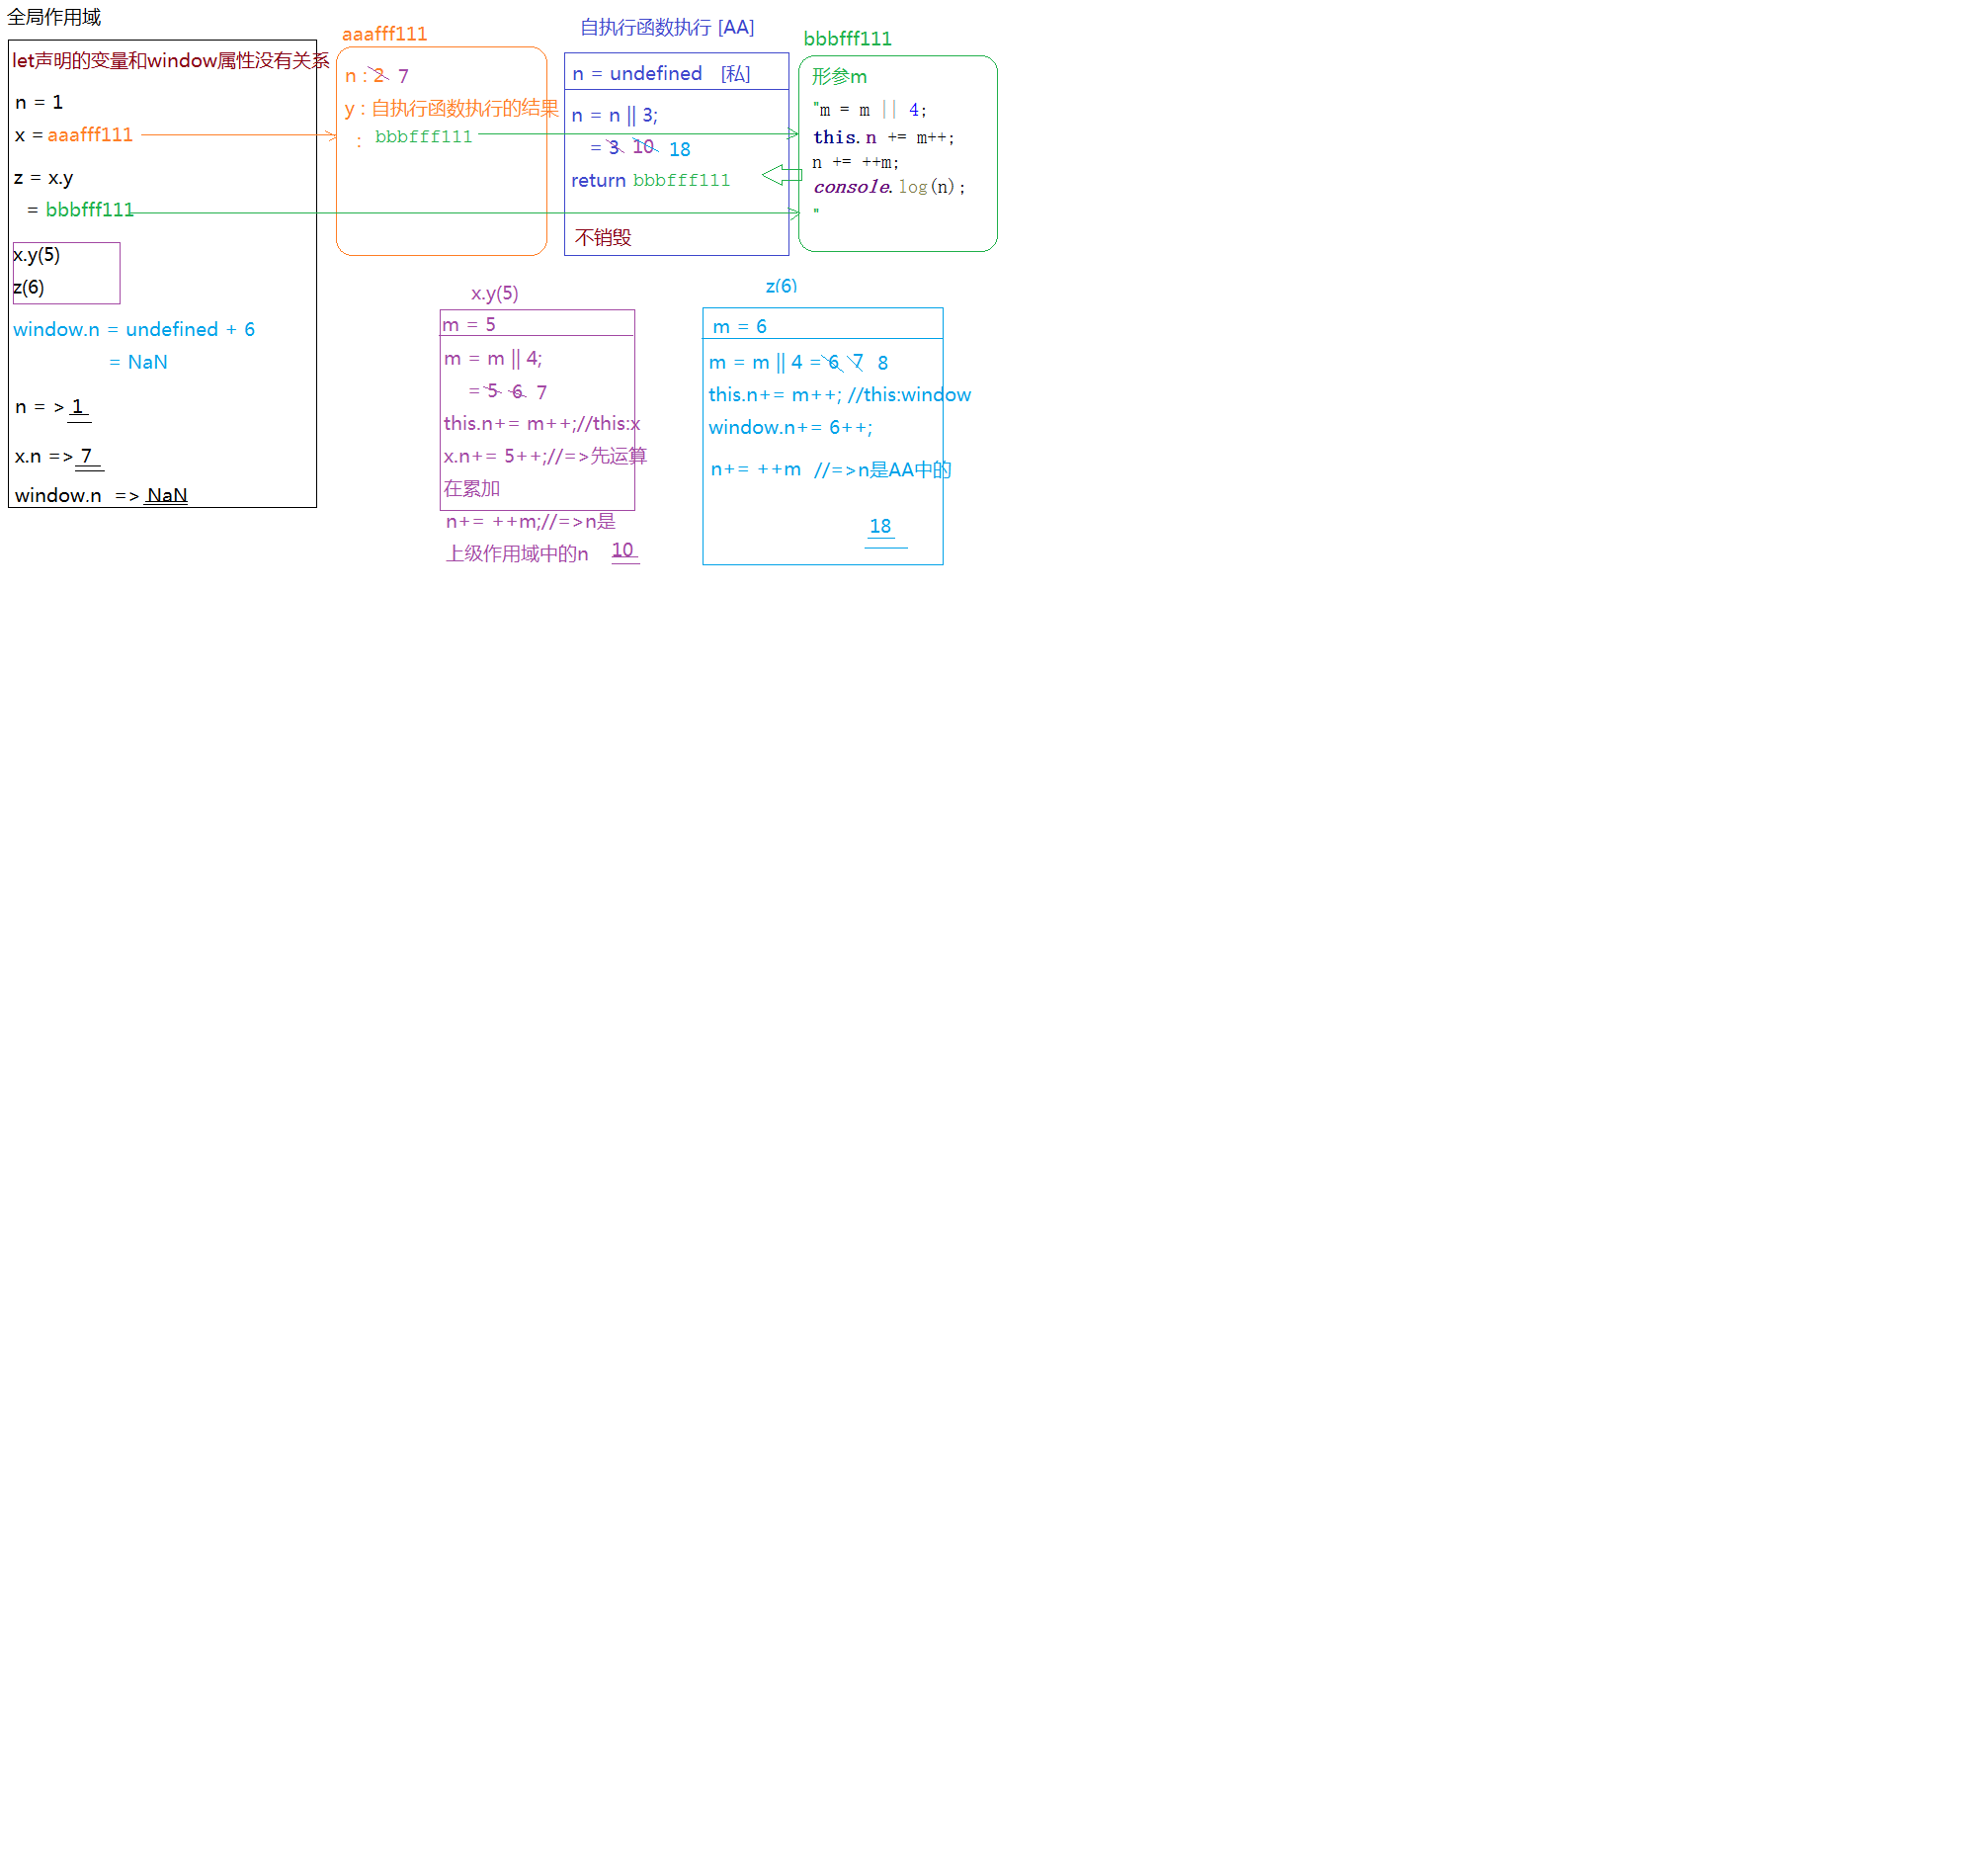 全局作用域
let声明的变量和window属性没有关系
n = 1
x = aaafff111
z = x.y
= bbbfff111
x.y(5)
z(6)
window.n = undefined + 6
= NaN
n = > 1
x.n => 7
window.n => NaN
aaafff111
n : 2 7
y : 自执行函数执行的结果
: bbbfff111
自执行函数执行 [AA]
n = undefined [私]
n = n || 3;
= 3 10 18
return bbbfff111
不销毁
bbbfff111
形参m
"m = m || 4;
this.n += m++;
n += ++m;
console.log(n);
"
x.y(5)
m = 5
m = m || 4;
= 5 6 7
this.n+= m++;//this:x
x.n+= 5++;//=>先运算
在累加
n+= ++m;//=>n是
上级作用域中的n 10
z(6)
m = 6
m = m || 4 = 6 7 8
this.n+= m++; //this:window
window.n+= 6++;
n+= ++m //=>n是AA中的
18